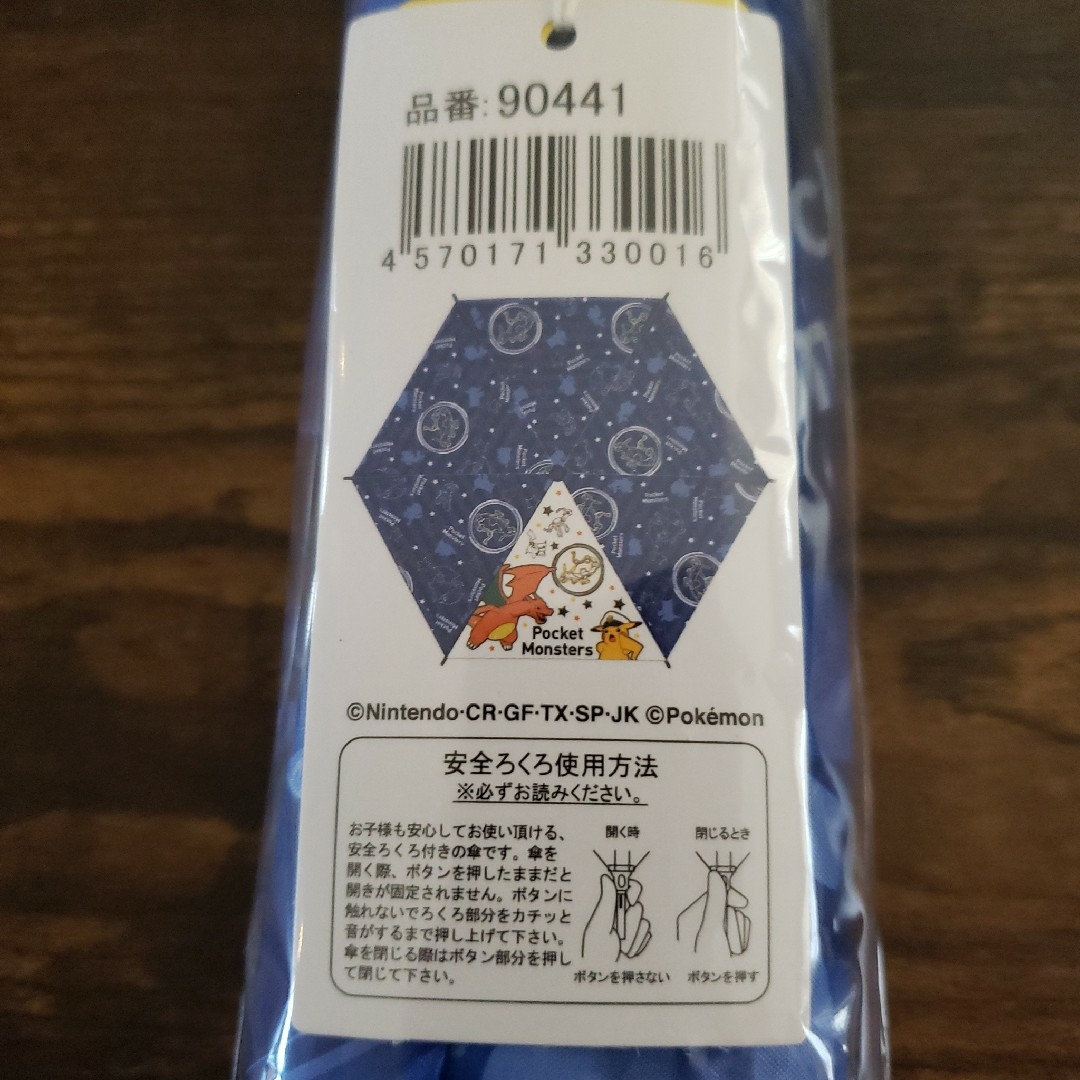 品番:90441
4 570171 330016
Pocket
Monsters
©Nintendo·CR·GF·TX·SP·JK ©Pokémon
安全ろくろ使用方法
※必ずお読みください。
お子様も安心してお使い頂ける、
安全ろくろ付きの傘です。傘を
開く際、ボタンを押したままだと
開きが固定されません。ボタンに
触れないでろくろ部分をカチッと
音がするまで押し上げて下さい。
傘を閉じる際はボタン部分を押し
て閉じて下さい。
開く時
閉じるとき
ボタンを押さない
ボタンを押す